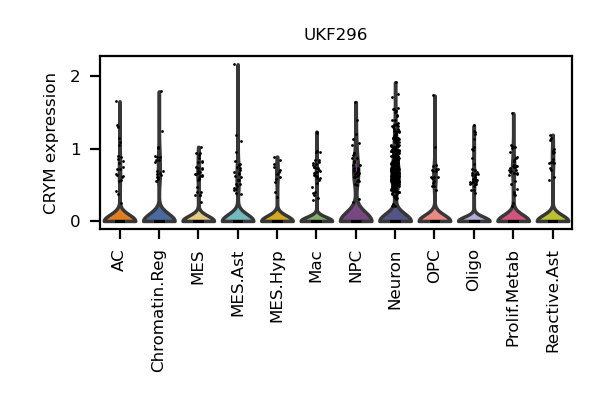 UKF296
CRYM expression
2
1
0
AC
Chromatin.Reg
MES
MES.Ast
MES.Hyp
Mac
NPC
Neuron
OPC
Oligo
Prolif.Metab
Reactive.Ast